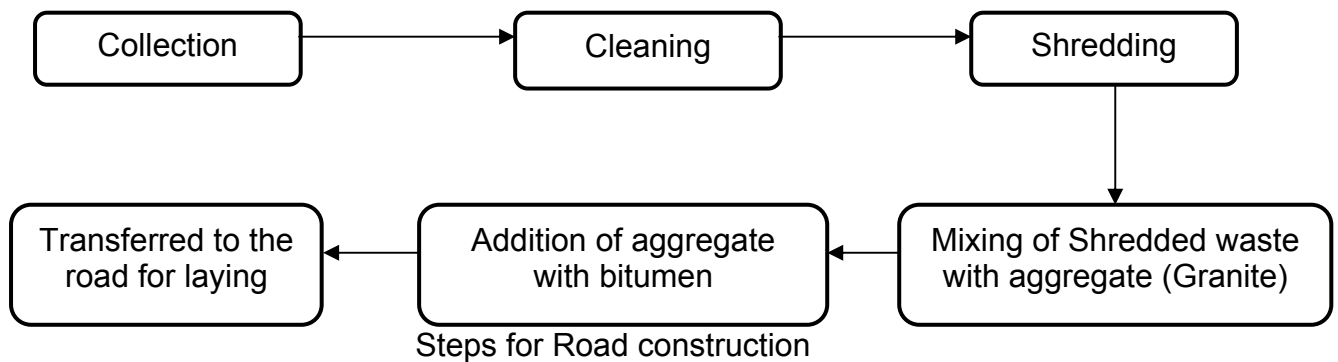 Collection
Cleaning
Shredding
Mixing of Shredded waste
with aggregate (Granite)
Addition of aggregate
with bitumen
Transferred to the
road for laying
Steps for Road construction